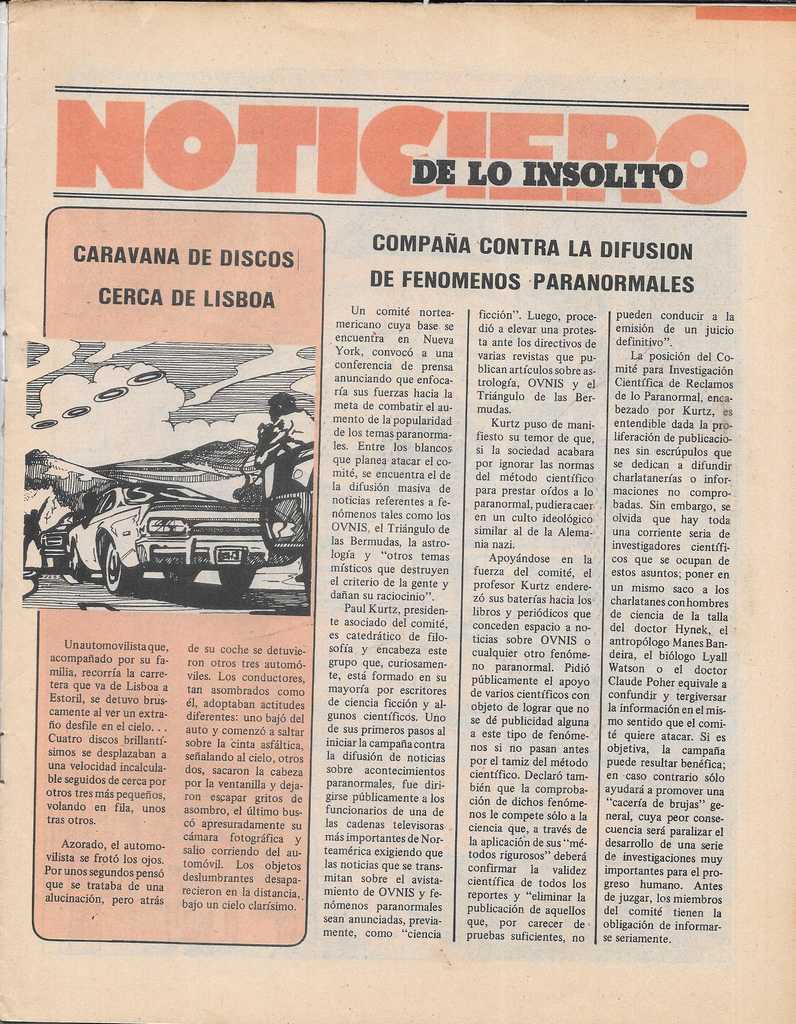 NOTICIERO
DE LO INSOLITO
CARAVANA DE DISCOS
CERCA DE LISBOA
Un automovilista que,
acompañado por su fa-
milia, recorría la carre-
tera que va de Lisboa a
Estoril, se detuvo brus-
camente al ver un extra-
ño desfile en el cielo. . .
Cuatro discos brillantí-
simos se desplazaban a
una velocidad incalcula-
ble seguidos de cerca por
otros tres más pequeños,
volando en fila, unos
tras otros.
Azorado, el automo-
vilista se frotó los ojos.
Por unos segundos pensó
que se trataba de una
alucinación, pero atrás
de su coche se detuvie-
ron otros tres automó-
viles. Los conductores,
tan asombrados como
él, adoptaban actitudes
diferentes: uno bajó del
auto y comenzó a saltar
sobre la cinta asfáltica,
señalando al cielo, otros
dos, sacaron la cabeza
por la ventanilla y deja-
ron escapar gritos de
asombro, el último bus-
có apresuradamente su
cámara fotográfica y
salio corriendo del au-
tomóvil. Los objetos
deslumbrantes desapa-
recieron en la distancia,
bajo un cielo clarísimo.
COMPAÑA CONTRA LA DIFUSION
DE FENOMENOS PARANORMALES
Un comité nortea-
mericano cuya base se
encuentra en Nueva
York, convocó a una
conferencia de prensa
anunciando que enfoca-
ría sus fuerzas hacia la
meta de combatir el au-
mento de la popularidad
de los temas paranorma-
les. Entre los blancos
que planea atacar el co-
mité, se encuentra el de
la difusión masiva de
noticias referentes a fe-
nómenos tales como los
OVNIS, el Triángulo de
las Bermudas, la astro-
logía y “otros temas
místicos que destruyen
el criterio de la gente y
dañan su raciocinio”.
Paul Kurtz, presiden-
te asociado del comité,
es catedrático de filo-
sofía y encabeza este
grupo que, curiosamen-
te, está formado en su
mayoría por escritores
de ciencia ficción y al-
gunos científicos. Uno
de sus primeros pasos al
iniciar la campaña contra
la difusión de noticias
sobre acontecimientos
paranormales, fue diri-
girse públicamente a los
funcionarios de una de
las cadenas televisoras
más importantes de Nor-
teamérica exigiendo que
las noticias que se trans-
mitan sobre el avista-
miento de OVNIS y fe-
nómenos paranormales
sean anunciadas, previa-
mente, como “ciencia
ficción”. Luego, proce-
dió a elevar una protes-
ta ante los directivos de
varias revistas que pu-
blican artículos sobre as-
trología, OVNIS y el
Triángulo de las Ber-
mudas.
Kurtz puso de mani-
fiesto su temor de que,
si la sociedad acabara
por ignorar las normas
del método científico
para prestar oídos a lo
paranormal, pudiera caer
en un culto ideológico
similar al de la Alema-
nia nazi.
Apoyándose en la
fuerza del comité, el
profesor Kurtz endere-
zó sus baterías hacia los
libros y periódicos que
conceden espacio a no-
ticias sobre OVNIS o
cualquier otro fenóme-
no paranormal. Pidió
públicamente el apoyo
de varios científicos con
objeto de lograr que no
se dé publicidad alguna
a este tipo de fenóme-
nos si no pasan antes
por el tamiz del método
científico. Declaró tam-
bién que la comproba-
ción de dichos fenóme-
nos le compete sólo a la
ciencia que, a través de
la aplicación de sus “mé-
todos rigurosos” deberá
confirmar la validez
científica de todos los
reportes y “eliminar la
publicación de aquellos
que, por carecer de
pruebas suficientes, no
pueden conducir a la
emisión de un juicio
definitivo”.
La posición del Co-
mité para Investigación
Científica de Reclamos
de lo Paranormal, enca-
bezado por Kurtz, es
entendible dada la pro-
liferación de publicacio-
nes sin escrúpulos que
se dedican a difundir
charlatanerías o infor-
maciones no compro-
badas. Sin embargo, se
olvida que hay toda
una corriente seria de
investigadores científi-
cos que se ocupan de
estos asuntos; poner en
un mismo saco a los
charlatanes con hombres
de ciencia de la talla
del doctor Hynek, el
antropólogo Manes Ban-
deira, el biólogo Lyall
Watson o el doctor
Claude Poher equivale a
confundir y tergiversar
la información en el mis-
mo sentido que el comi-
té quiere atacar. Si es
objetiva, la campaña
puede resultar benéfica;
en caso contrario sólo
ayudará a promover una
“cacería de brujas” ge-
neral, cuya peor conse-
cuencia será paralizar el
desarrollo de una serie
de investigaciones muy
importantes para el pro-
greso humano. Antes
de juzgar, los miembros
del comité tienen la
obligación de informar-
se seriamente.